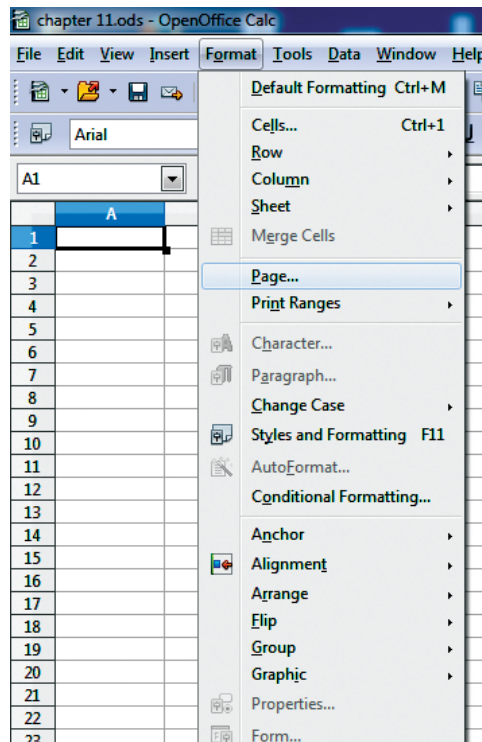 chapter 11.ods - OpenOffice Calc
File Edit View Insert Format Tools Data Window Help
Arial
A1
A
1
2
3
4
5
6
7
8
9
10
11
12
13
14
15
16
17
18
19
20
21
22
23
Default Formatting Ctrl+M
Cells... Ctrl+1
Row
Column
Sheet
Merge Cells
Page...
Print Ranges
Character...
Paragraph...
Change Case
Styles and Formatting F11
AutoFormat...
Conditional Formatting...
Anchor
Alignment
Arrange
Flip
Group
Graphic
Properties...
Form...